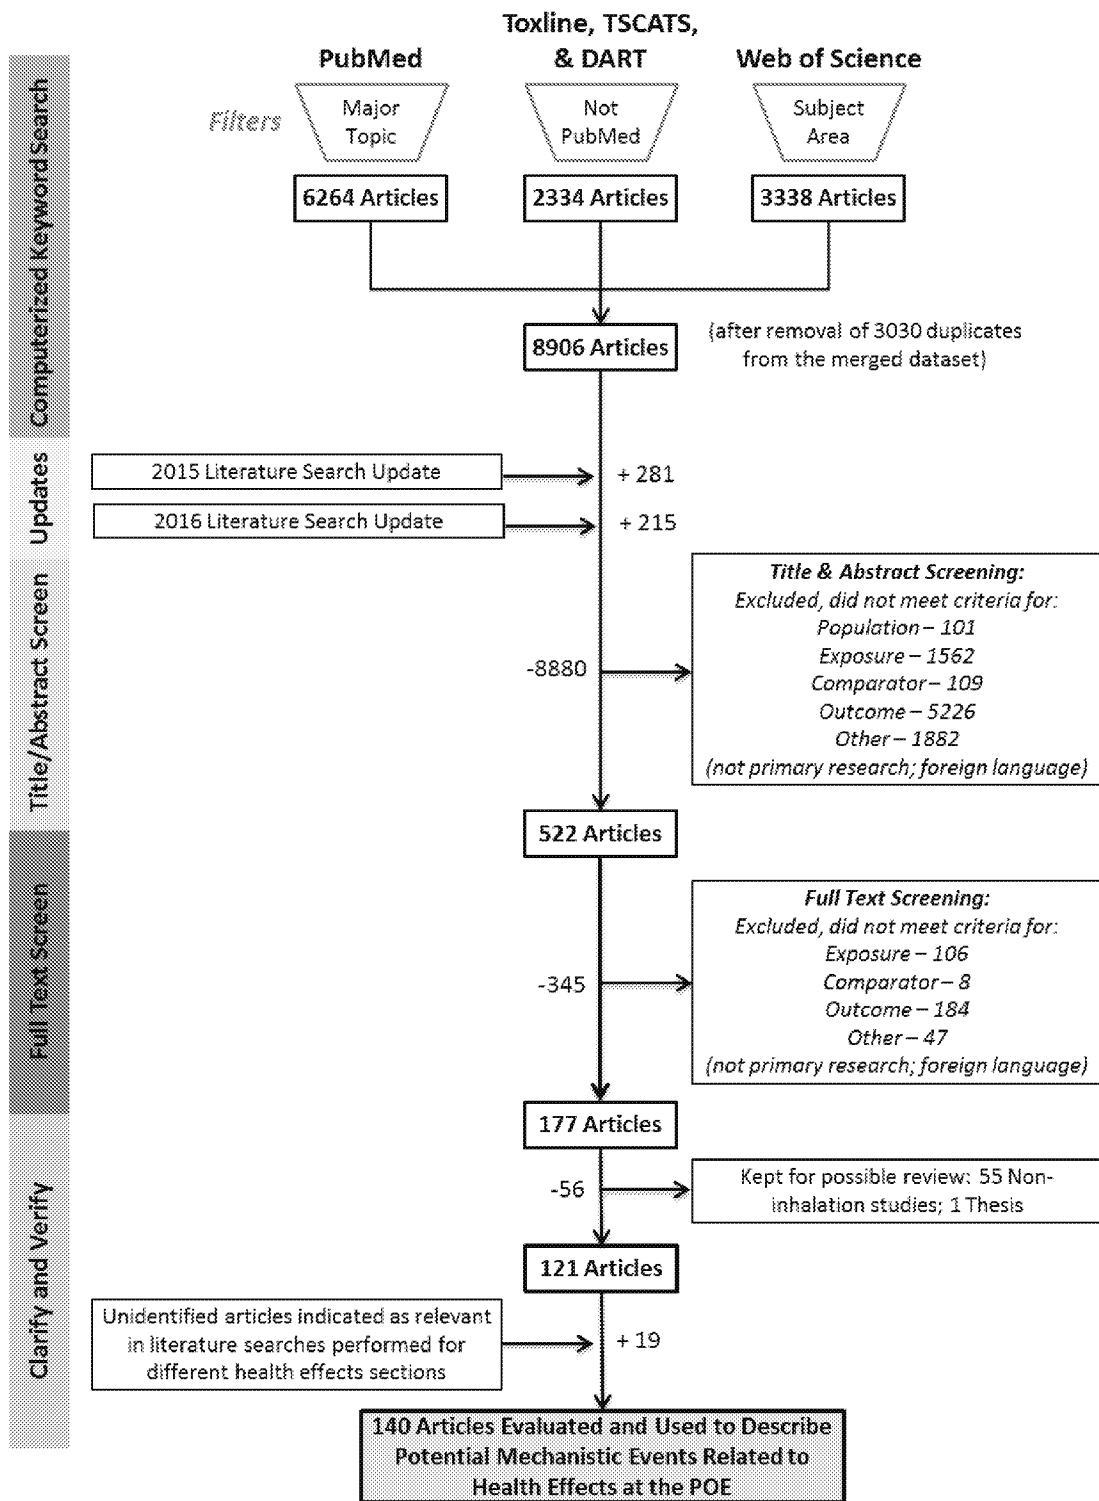 Toxline, TSCATS,
PubMed
& DART
Web of Science
Filters
Major
Topic
Not
PubMed
Subject
Area
6264 Articles
2334 Articles
3338 Articles
8906 Articles
(after removal of 3030 duplicates
from the merged dataset)
Computerized Keyword Search
2015 Literature Search Update
+ 281
2016 Literature Search Update
+ 215
Updates
Title & Abstract Screening:
Excluded, did not meet criteria for:
Population – 101
Exposure – 1562
Comparator – 109
Outcome – 5226
Other – 1882
(not primary research; foreign language)
-8880
Title/Abstract Screen
522 Articles
Full Text Screening:
Excluded, did not meet criteria for:
Exposure – 106
Comparator – 8
Outcome – 184
Other – 47
(not primary research; foreign language)
-345
Full Text Screen
177 Articles
-56
Kept for possible review: 55 Non-
inhalation studies; 1 Thesis
121 Articles
Unidentified articles indicated as relevant
in literature searches performed for
different health effects sections
+ 19
Clarify and Verify
140 Articles Evaluated and Used to Describe
Potential Mechanistic Events Related to
Health Effects at the POE